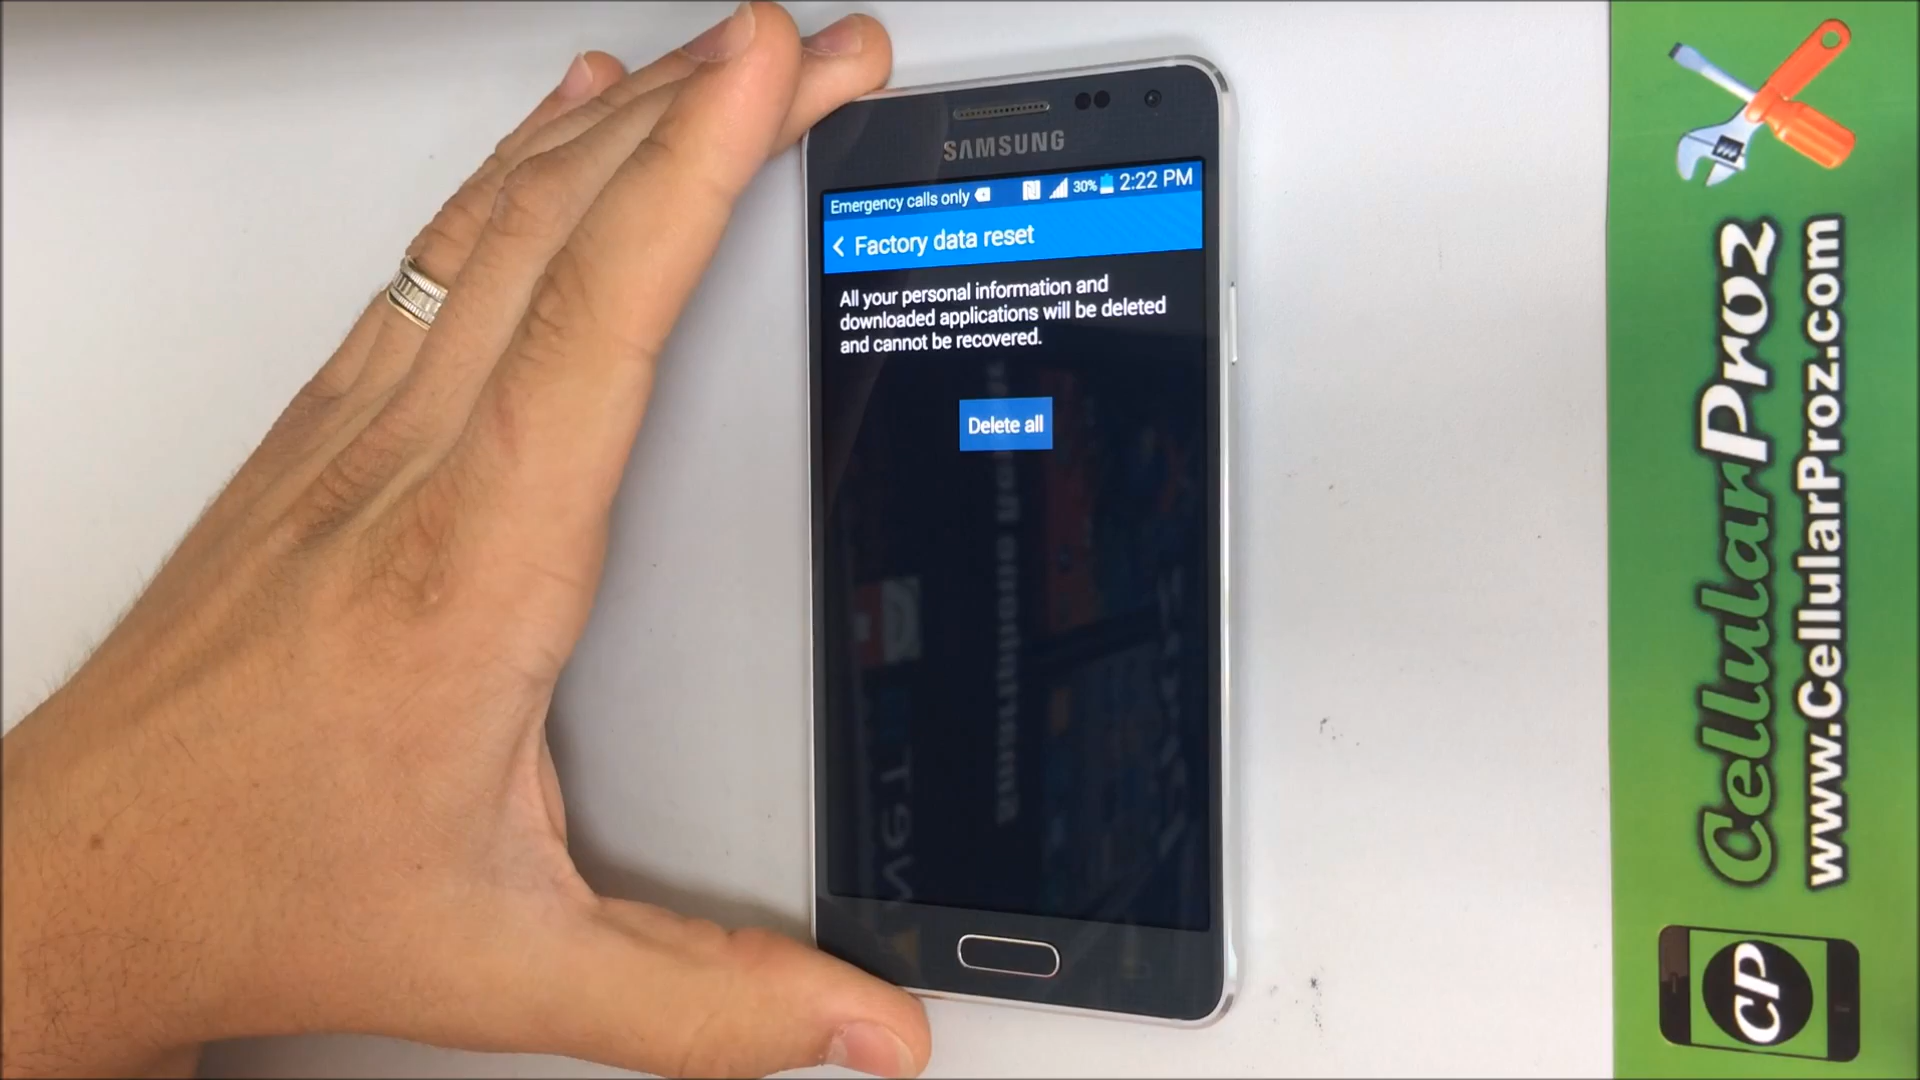 SAMSUNG
Emergency calls only 30% 2:22 PM
Factory data reset
All your personal information and
downloaded applications will be deleted
and cannot be recovered.
Delete all
CellularProz
www.CellularProz.com
CP